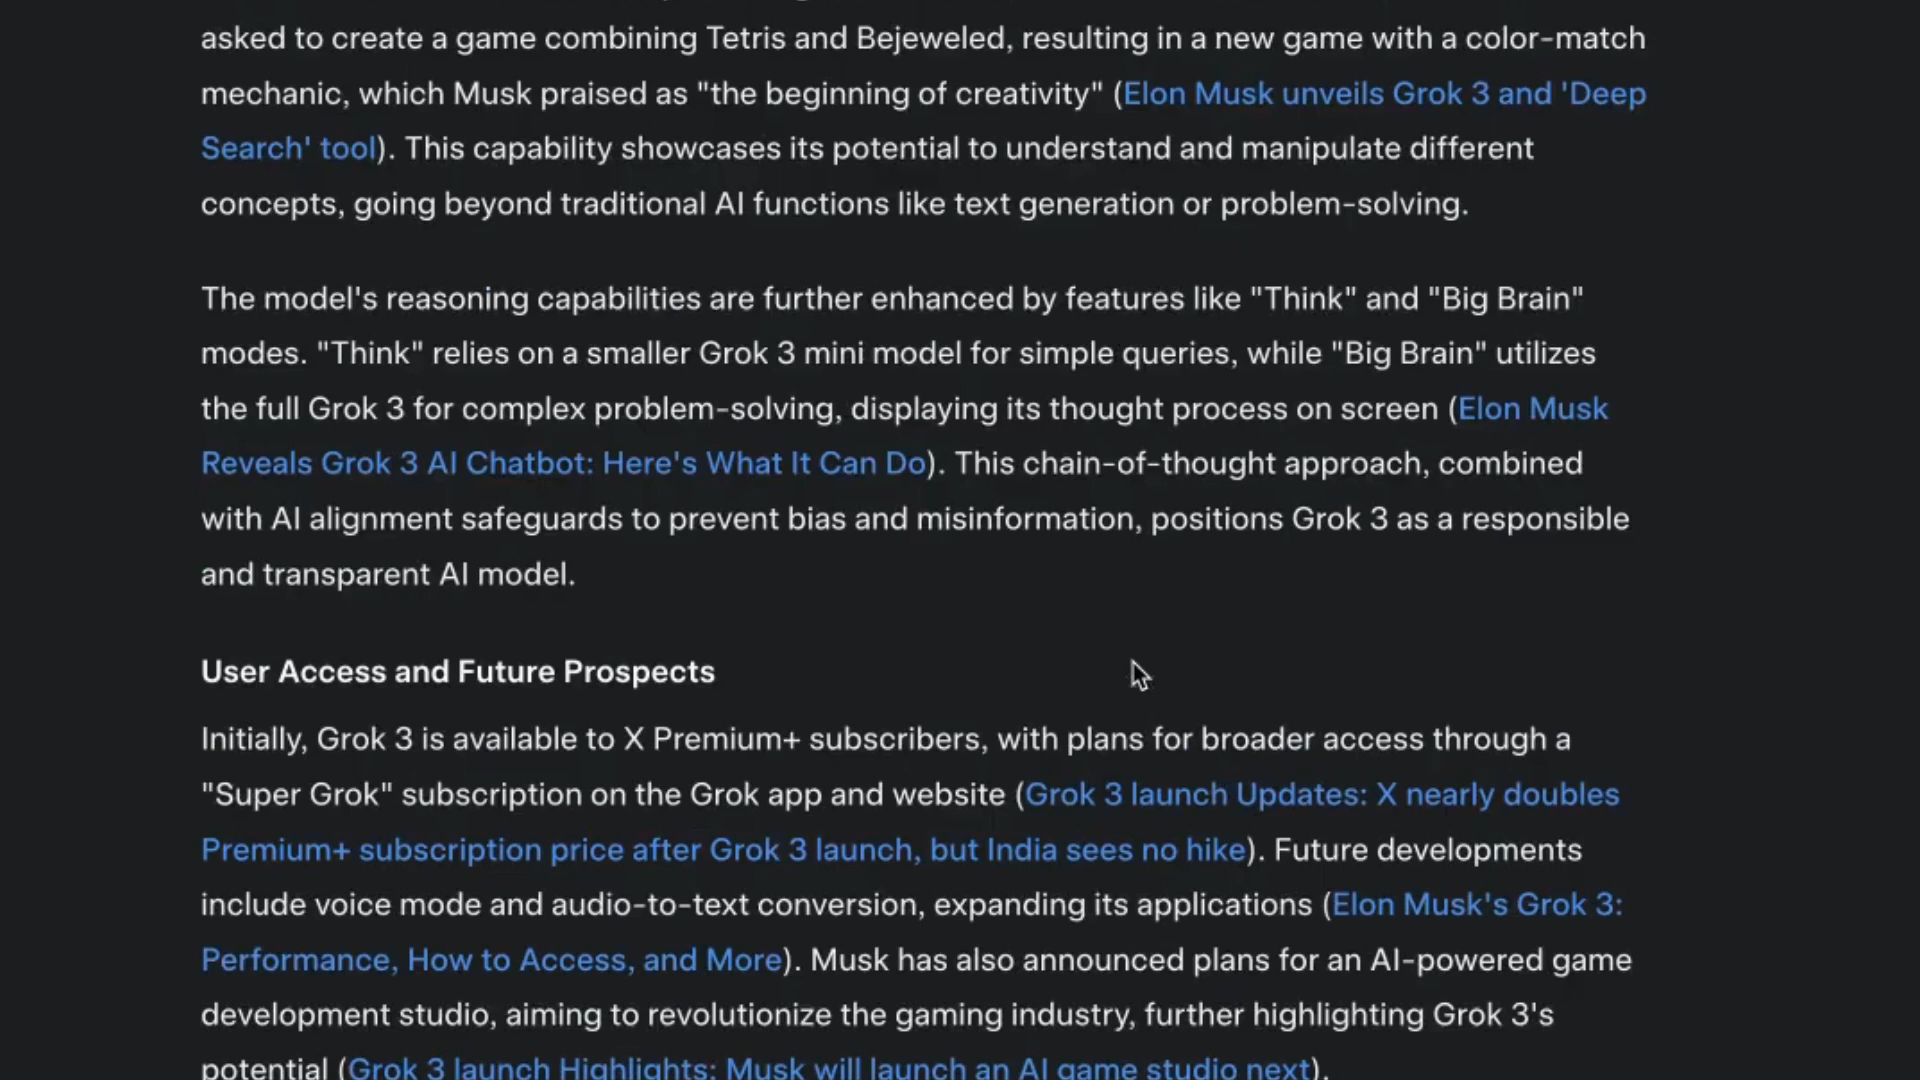 asked to create a game combining Tetris and Bejeweled, resulting in a new game with a color-match
mechanic, which Musk praised as "the beginning of creativity" (Elon Musk unveils Grok 3 and 'Deep
Search' tool). This capability showcases its potential to understand and manipulate different
concepts, going beyond traditional AI functions like text generation or problem-solving.
The model's reasoning capabilities are further enhanced by features like "Think" and "Big Brain"
modes. "Think" relies on a smaller Grok 3 mini model for simple queries, while "Big Brain" utilizes
the full Grok 3 for complex problem-solving, displaying its thought process on screen (Elon Musk
Reveals Grok 3 AI Chatbot: Here's What It Can Do). This chain-of-thought approach, combined
with AI alignment safeguards to prevent bias and misinformation, positions Grok 3 as a responsible
and transparent AI model.
User Access and Future Prospects
Initially, Grok 3 is available to X Premium+ subscribers, with plans for broader access through a
"Super Grok" subscription on the Grok app and website (Grok 3 launch Updates: X nearly doubles
Premium+ subscription price after Grok 3 launch, but India sees no hike). Future developments
include voice mode and audio-to-text conversion, expanding its applications (Elon Musk's Grok 3:
Performance, How to Access, and More). Musk has also announced plans for an AI-powered game
development studio, aiming to revolutionize the gaming industry, further highlighting Grok 3's
potential (Grok 3 launch Highlights: Musk will launch an AI game studio next).